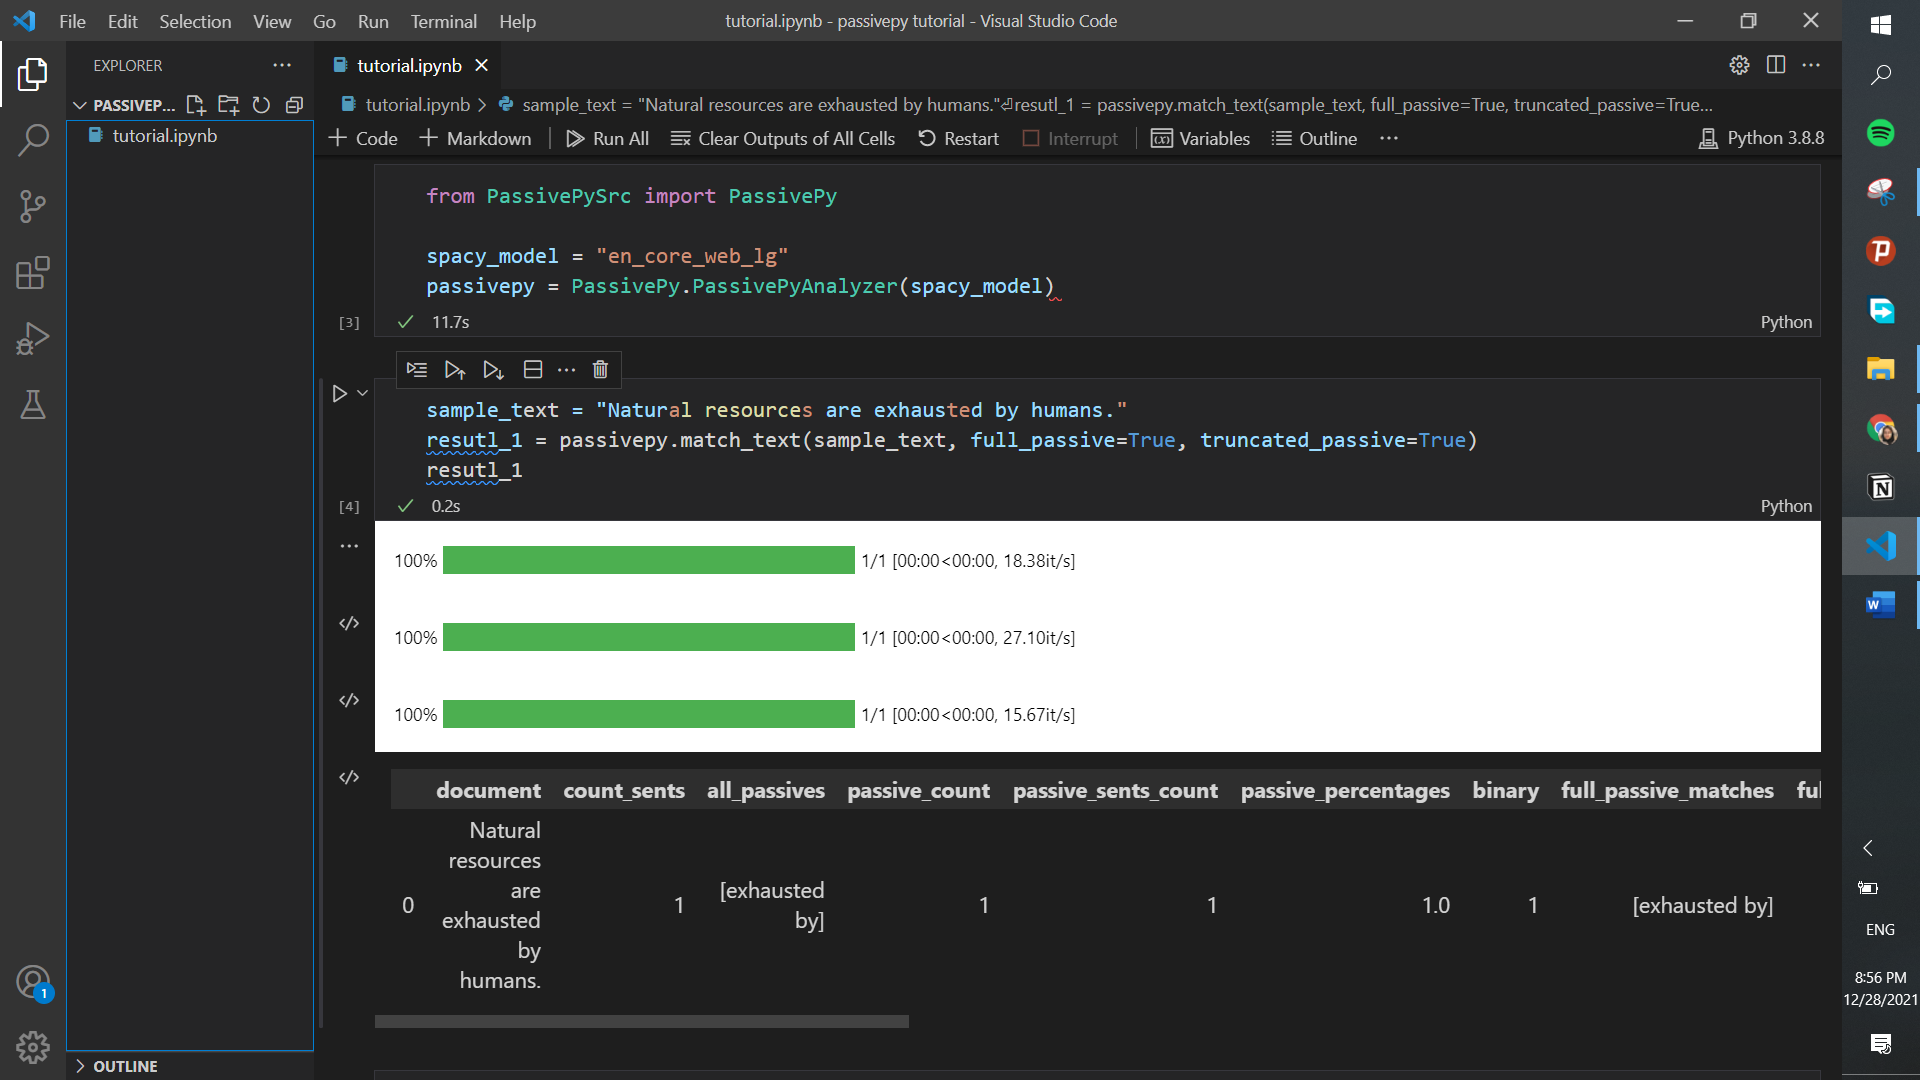 File Edit Selection View Go Run Terminal Help
tutorial.ipynb - passivepy tutorial - Visual Studio Code
EXPLORER
PASSIVEP...
tutorial.ipynb
OUTLINE
tutorial.ipynb
tutorial.ipynb > sample_text = "Natural resources are exhausted by humans."⏎resutl_1 = passivepy.match_text(sample_text, full_passive=True, truncated_passive=True...
+ Code + Markdown Run All Clear Outputs of All Cells Restart Interrupt Variables Outline ... Python 3.8.8
from PassivePySrc import PassivePy
spacy_model = "en_core_web_lg"
passivepy = PassivePy.PassivePyAnalyzer(spacy_model)
[3] 11.7s Python
sample_text = "Natural resources are exhausted by humans."
resutl_1 = passivepy.match_text(sample_text, full_passive=True, truncated_passive=True)
resutl_1
[4] 0.2s Python
100% 1/1 [00:00<00:00, 18.38it/s]
100% 1/1 [00:00<00:00, 27.10it/s]
100% 1/1 [00:00<00:00, 15.67it/s]
document count_sents all_passives passive_count passive_sents_count passive_percentages binary full_passive_matches ful
Natural
resources
are
[exhausted
0 1 1 1 1.0 1 [exhausted by]
exhausted
by]
by
humans.
1
ENG
8:56 PM
12/28/2021